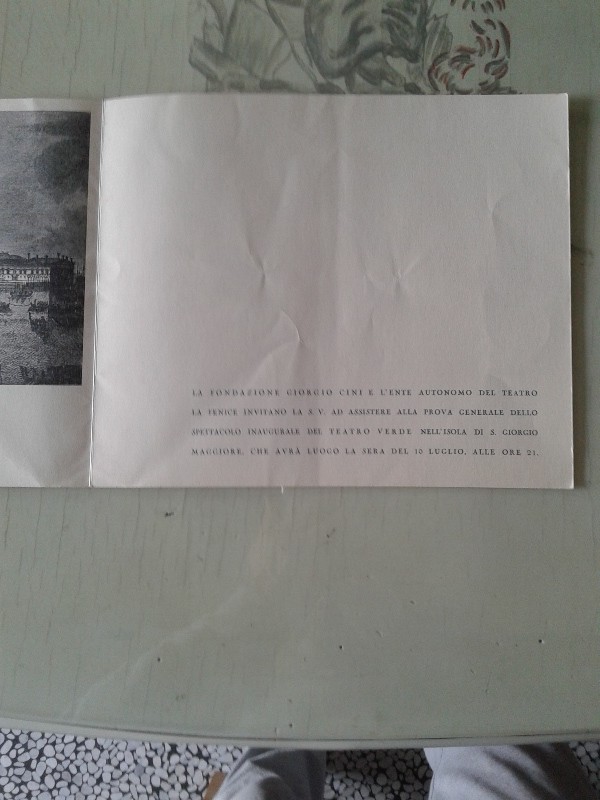 LA FONDAZIONE GIORGIO CINI E L'ENTE AUTONOMO DEL TEATRO
LA FENICE INVITANO LA S. V. AD ASSISTERE ALLA PROVA GENERALE DELLO
SPETTACOLO INAUGURALE DEL TEATRO VERDE NELL'ISOLA DI S. GIORGIO
MAGGIORE, CHE AVRÀ LUOGO LA SERA DEL 10 LUGLIO, ALLE ORE 21.